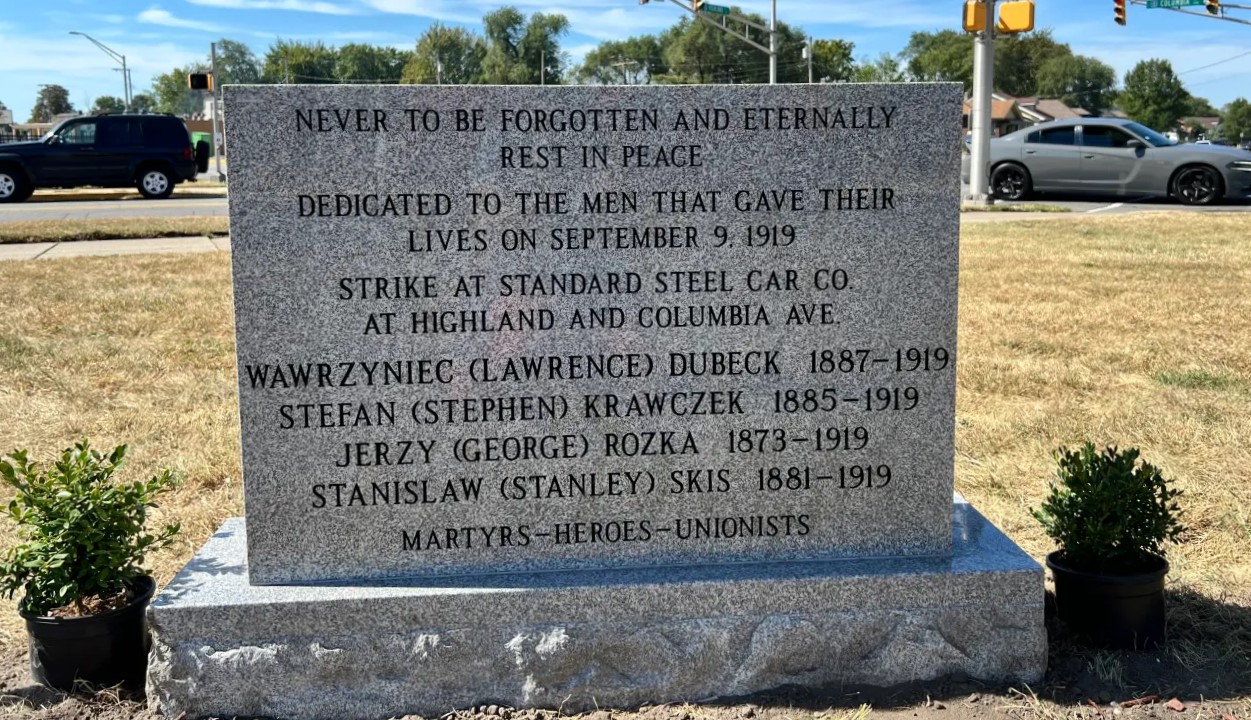 NEVER TO BE FORGOTTEN AND ETERNALLY
REST IN PEACE
DEDICATED TO THE MEN THAT GAVE THEIR
LIVES ON SEPTEMBER 9, 1919
STRIKE AT STANDARD STEEL CAR CO.
AT HIGHLAND AND COLUMBIA AVE.
WAWRZYNIEC (LAWRENCE) DUBECK 1887-1919
STEFAN (STEPHEN) KRAWCZEK 1885-1919
JERZY (GEORGE) ROZKA 1873-1919
STANISLAW (STANLEY) SKIS 1881-1919
MARTYRS-HEROES-UNIONISTS
COLUMBIA